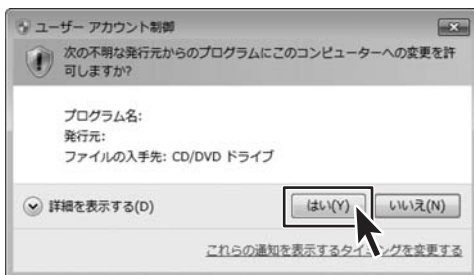 ユーザー アカウント制御
次の不明な発行元からのプログラムにこのコンピューターへの変更を許
可しますか?
プログラム名:
発行元:
ファイルの入手先: CD/DVD ドライブ
詳細を表示する(D)
はい(Y)
いいえ(N)
これらの通知を表示するタイミングを変更する